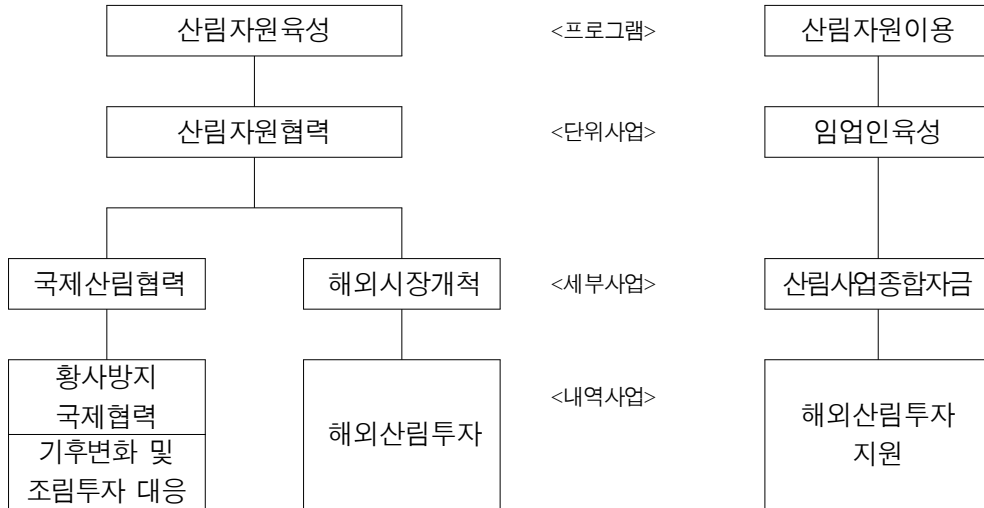 산림자원육성 <프로그램> 산림자원이용
산림자원협력 <단위사업> 임업인육성
국제산림협력 해외시장개척 <세부사업> 산림사업종합자금
황사방지
국제협력
기후변화 및
조림투자 대응
해외산림투자
<내역사업>
해외산림투자
지원